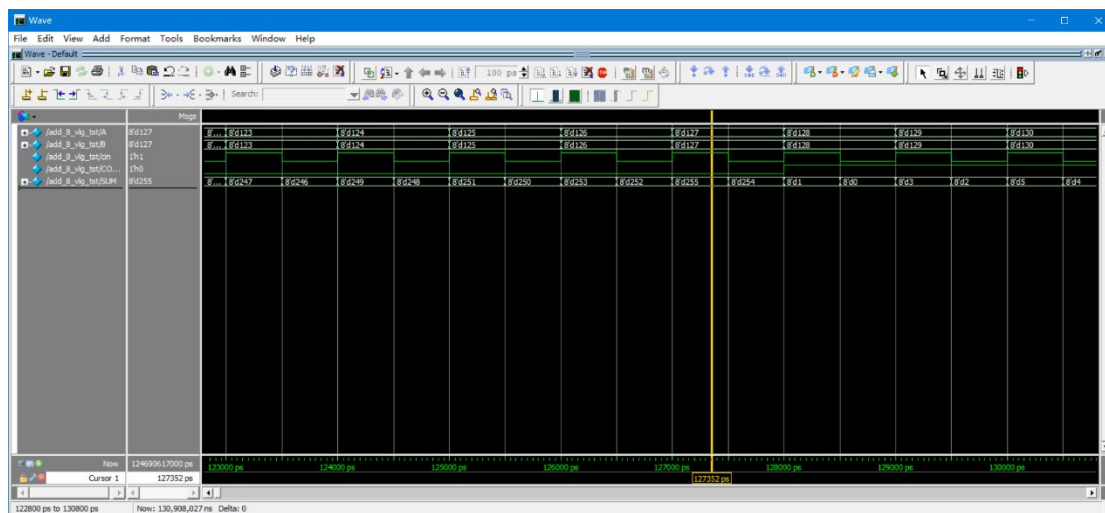 Wave
File Edit View Add Format Tools Bookmarks Window Help
Wave - Default
100 ps
Search:
Msgs
/add_8_vlg_tst/A 8'd127 8'... 8'd123 8'd124 8'd125 8'd126 8'd127 8'd128 8'd129 8'd130
/add_8_vlg_tst/B 8'd127 8'... 8'd123 8'd124 8'd125 8'd126 8'd127 8'd128 8'd129 8'd130
/add_8_vlg_tst/cin 1'h1
/add_8_vlg_tst/CO... 1'h0
/add_8_vlg_tst/SUM 8'd255 8'... 8'd247 8'd246 8'd249 8'd248 8'd251 8'd250 8'd253 8'd252 8'd255 8'd254 8'd1 8'd0 8'd3 8'd2 8'd5 8'd4
Now 124690617000 ps 123000 ps 124000 ps 125000 ps 126000 ps 127000 ps 128000 ps 129000 ps 130000 ps
Cursor 1 127352 ps 127352 ps
122800 ps to 130800 ps Now: 130,908,027 ns Delta: 0